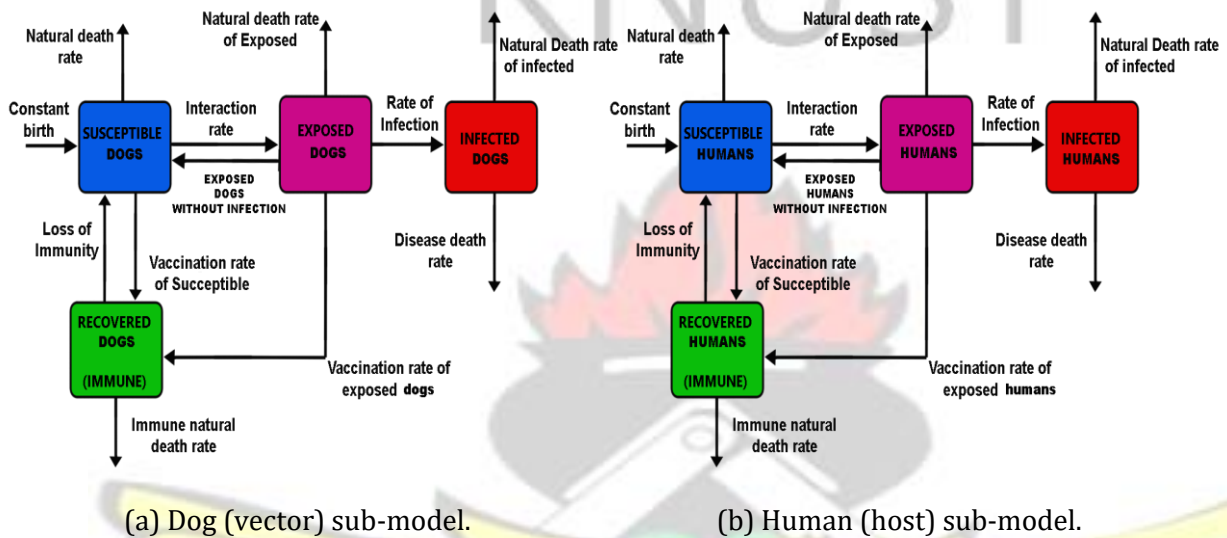 KNUST
Natural death
rate
Natural death rate
of Exposed
Natural Death rate
of infected
Constant
birth
SUSCEPTIBLE
DOGS
Interaction
rate
EXPOSED
DOGS
Rate of
Infection
INFECTED
DOGS
EXPOSED
DOGS
WITHOUT INFECTION
Loss of
Immunity
Vaccination rate
of Susceptible
Disease death
rate
RECOVERED
DOGS
(IMMUNE)
Vaccination rate of
exposed dogs
Immune natural
death rate
(a) Dog (vector) sub-model.
Natural death
rate
Natural death rate
of Exposed
Natural Death rate
of infected
Constant
birth
SUSCEPTIBLE
HUMANS
Interaction
rate
EXPOSED
HUMANS
Rate of
Infection
INFECTED
HUMANS
EXPOSED
HUMANS
WITHOUT INFECTION
Loss of
Immunity
Vaccination rate
of Susceptible
Disease death
rate
RECOVERED
HUMANS
(IMMUNE)
Vaccination rate of
exposed humans
Immune natural
death rate
(b) Human (host) sub-model.